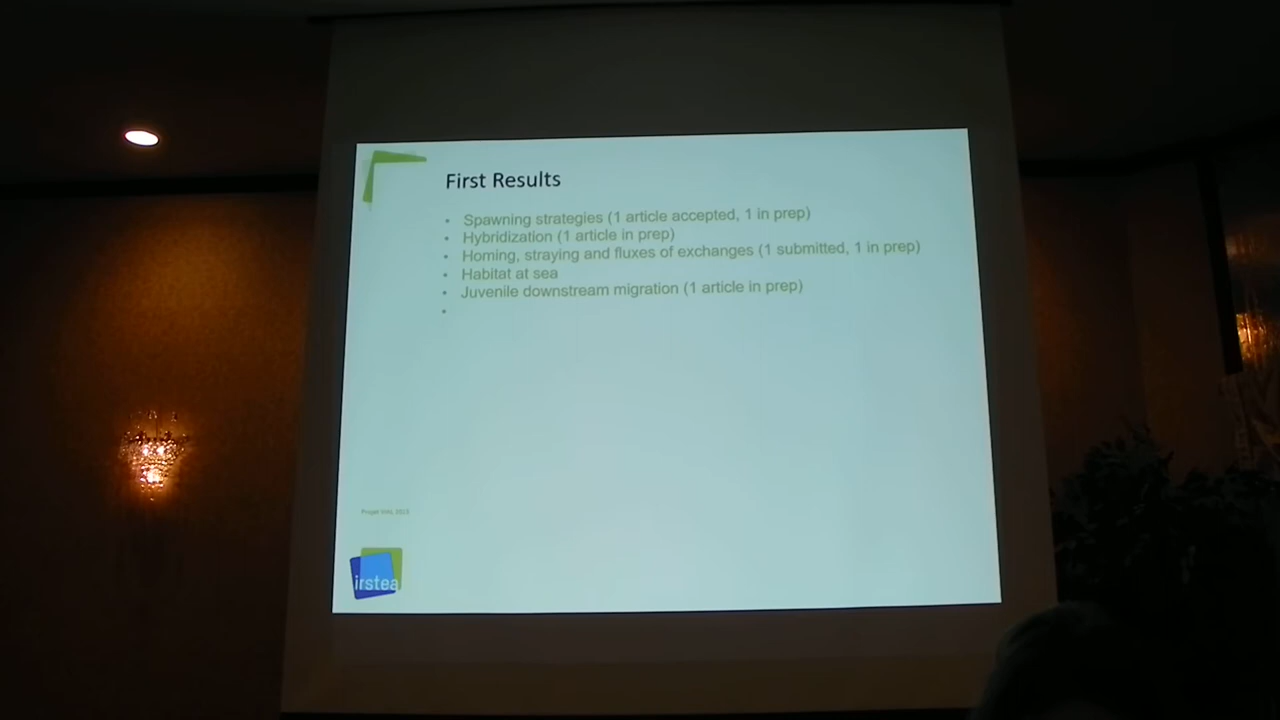 First Results
• Spawning strategies (1 article accepted, 1 in prep)
• Hybridization (1 article in prep)
• Homing, straying and fluxes of exchanges (1 submitted, 1 in prep)
• Habitat at sea
• Juvenile downstream migration (1 article in prep)
•
irstea